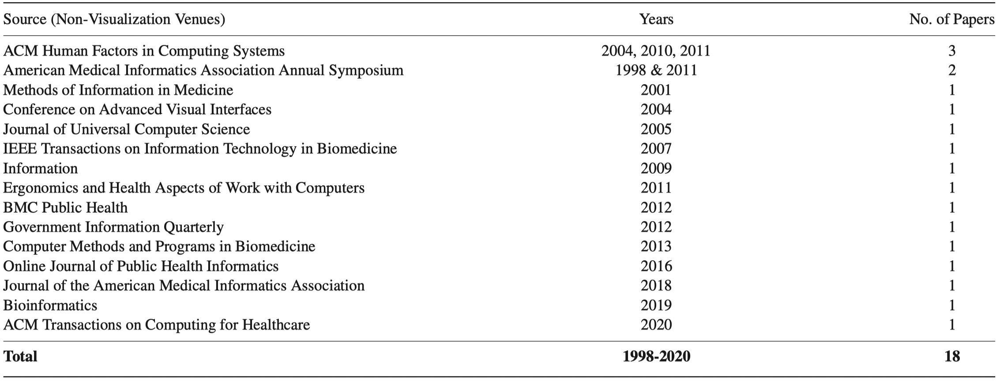 Source (Non-Visualization Venues) Years No. of Papers
ACM Human Factors in Computing Systems 2004, 2010, 2011 3
American Medical Informatics Association Annual Symposium 1998 & 2011 2
Methods of Information in Medicine 2001 1
Conference on Advanced Visual Interfaces 2004 1
Journal of Universal Computer Science 2005 1
IEEE Transactions on Information Technology in Biomedicine 2007 1
Information 2009 1
Ergonomics and Health Aspects of Work with Computers 2011 1
BMC Public Health 2012 1
Government Information Quarterly 2012 1
Computer Methods and Programs in Biomedicine 2013 1
Online Journal of Public Health Informatics 2016 1
Journal of the American Medical Informatics Association 2018 1
Bioinformatics 2019 1
ACM Transactions on Computing for Healthcare 2020 1
Total 1998-2020 18